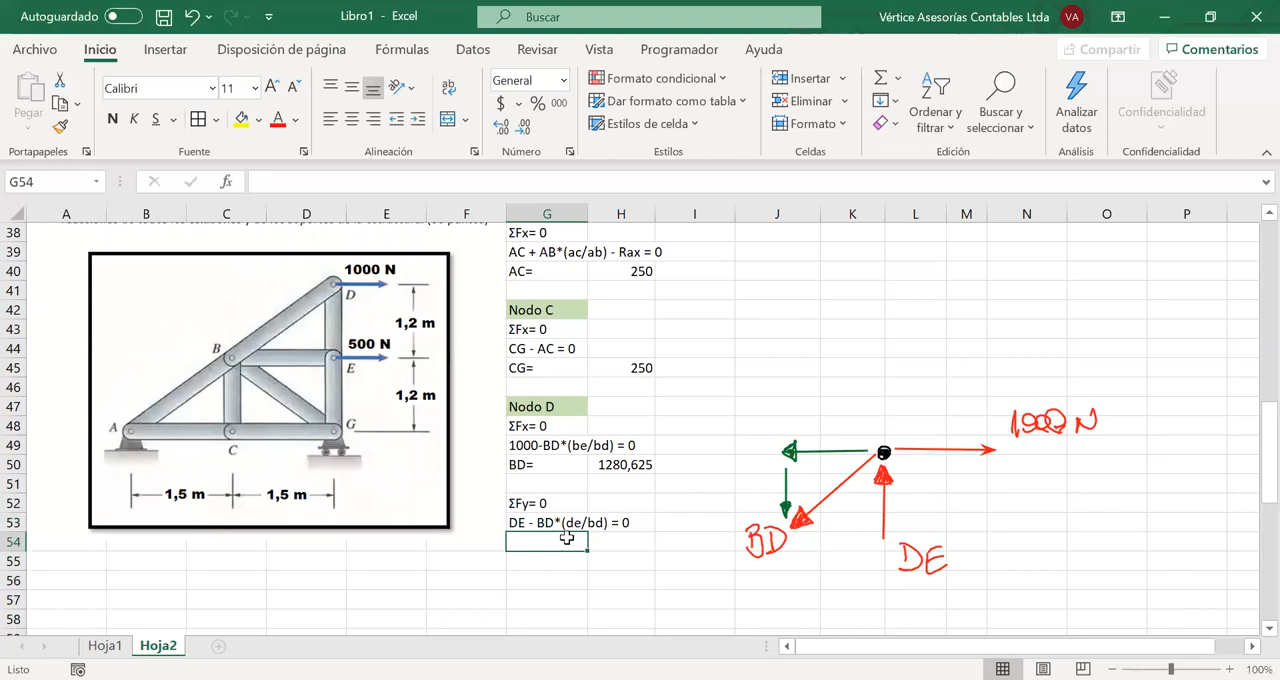 Autoguardado
Libro1 - Excel
Buscar
Vértice Asesorías Contables Ltda
VA
Archivo Inicio Insertar Disposición de página Fórmulas Datos Revisar Vista Programador Ayuda
Compartir Comentarios
Pegar
Calibri 11
N K S
General
$ % 000
Formato condicional
Dar formato como tabla
Estilos de celda
Insertar
Eliminar
Formato
Ordenar y filtrar
Buscar y seleccionar
Analizar datos
Confidencialidad
Portapapeles Fuente Alineación Número Estilos Celdas Edición Análisis Confidencialidad
G54
fx
A B C D E F G H I J K L M N O P
38 ΣFx= 0
39 AC + AB*(ac/ab) - Rax = 0
40 AC= 250
41
42 Nodo C
43 ΣFx= 0
44 CG - AC = 0
45 CG= 250
46
47 Nodo D
48 ΣFx= 0
49 1000-BD*(be/bd) = 0
50 BD= 1280,625
51
52 ΣFy= 0
53 DE - BD*(de/bd) = 0
54
55
56
57
58
1000 N
D
1,2 m
B
500 N
E
1,2 m
A
G
C
1,5 m
1,5 m
1000 N
BD
DE
Hoja1 Hoja2
Listo
100%